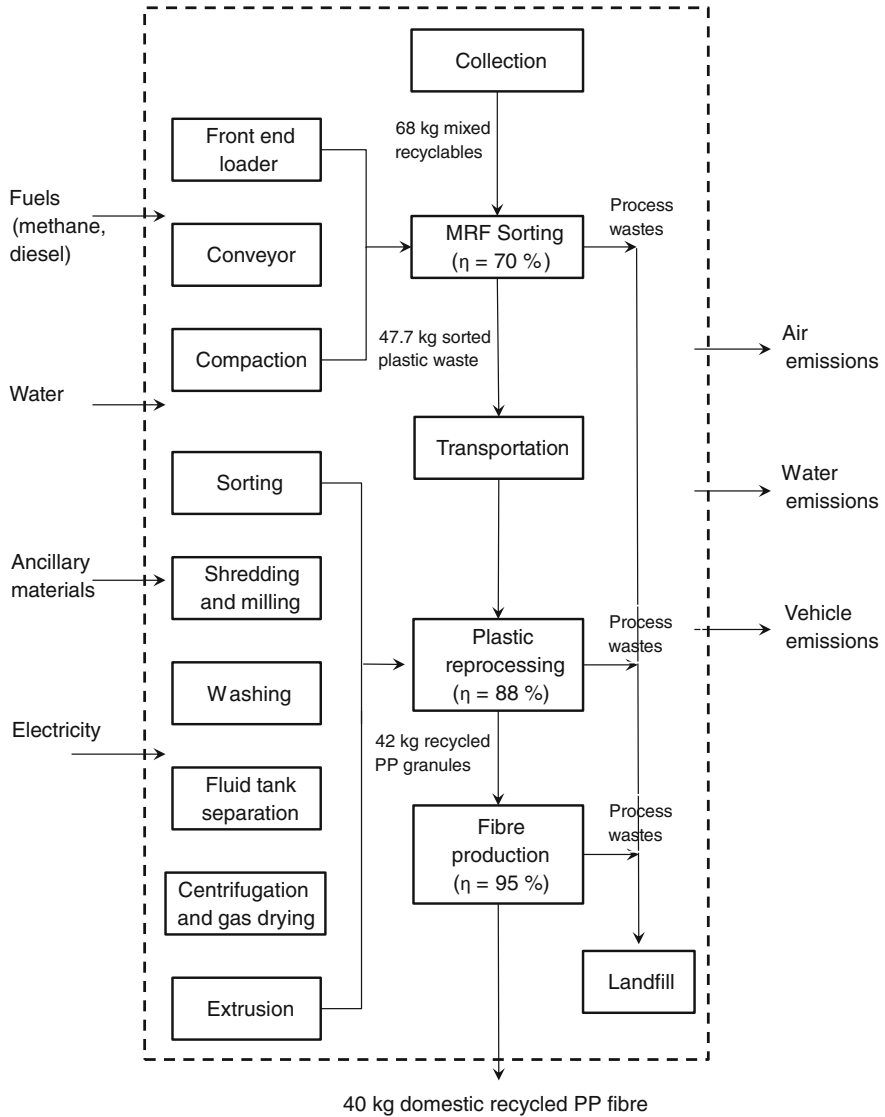 Collection
68 kg mixed
recyclables
Front end
loader
Fuels
(methane,
diesel)
Conveyor
MRF Sorting
(η = 70 %)
Process
wastes
Compaction
47.7 kg sorted
plastic waste
Air
emissions
Water
Transportation
Sorting
Water
emissions
Ancillary
materials
Shredding
and milling
Plastic
reprocessing
(η = 88 %)
Process
wastes
Vehicle
emissions
Washing
Electricity
42 kg recycled
PP granules
Fluid tank
separation
Fibre
production
(η = 95 %)
Process
wastes
Centrifugation
and gas drying
Extrusion
Landfill
40 kg domestic recycled PP fibre